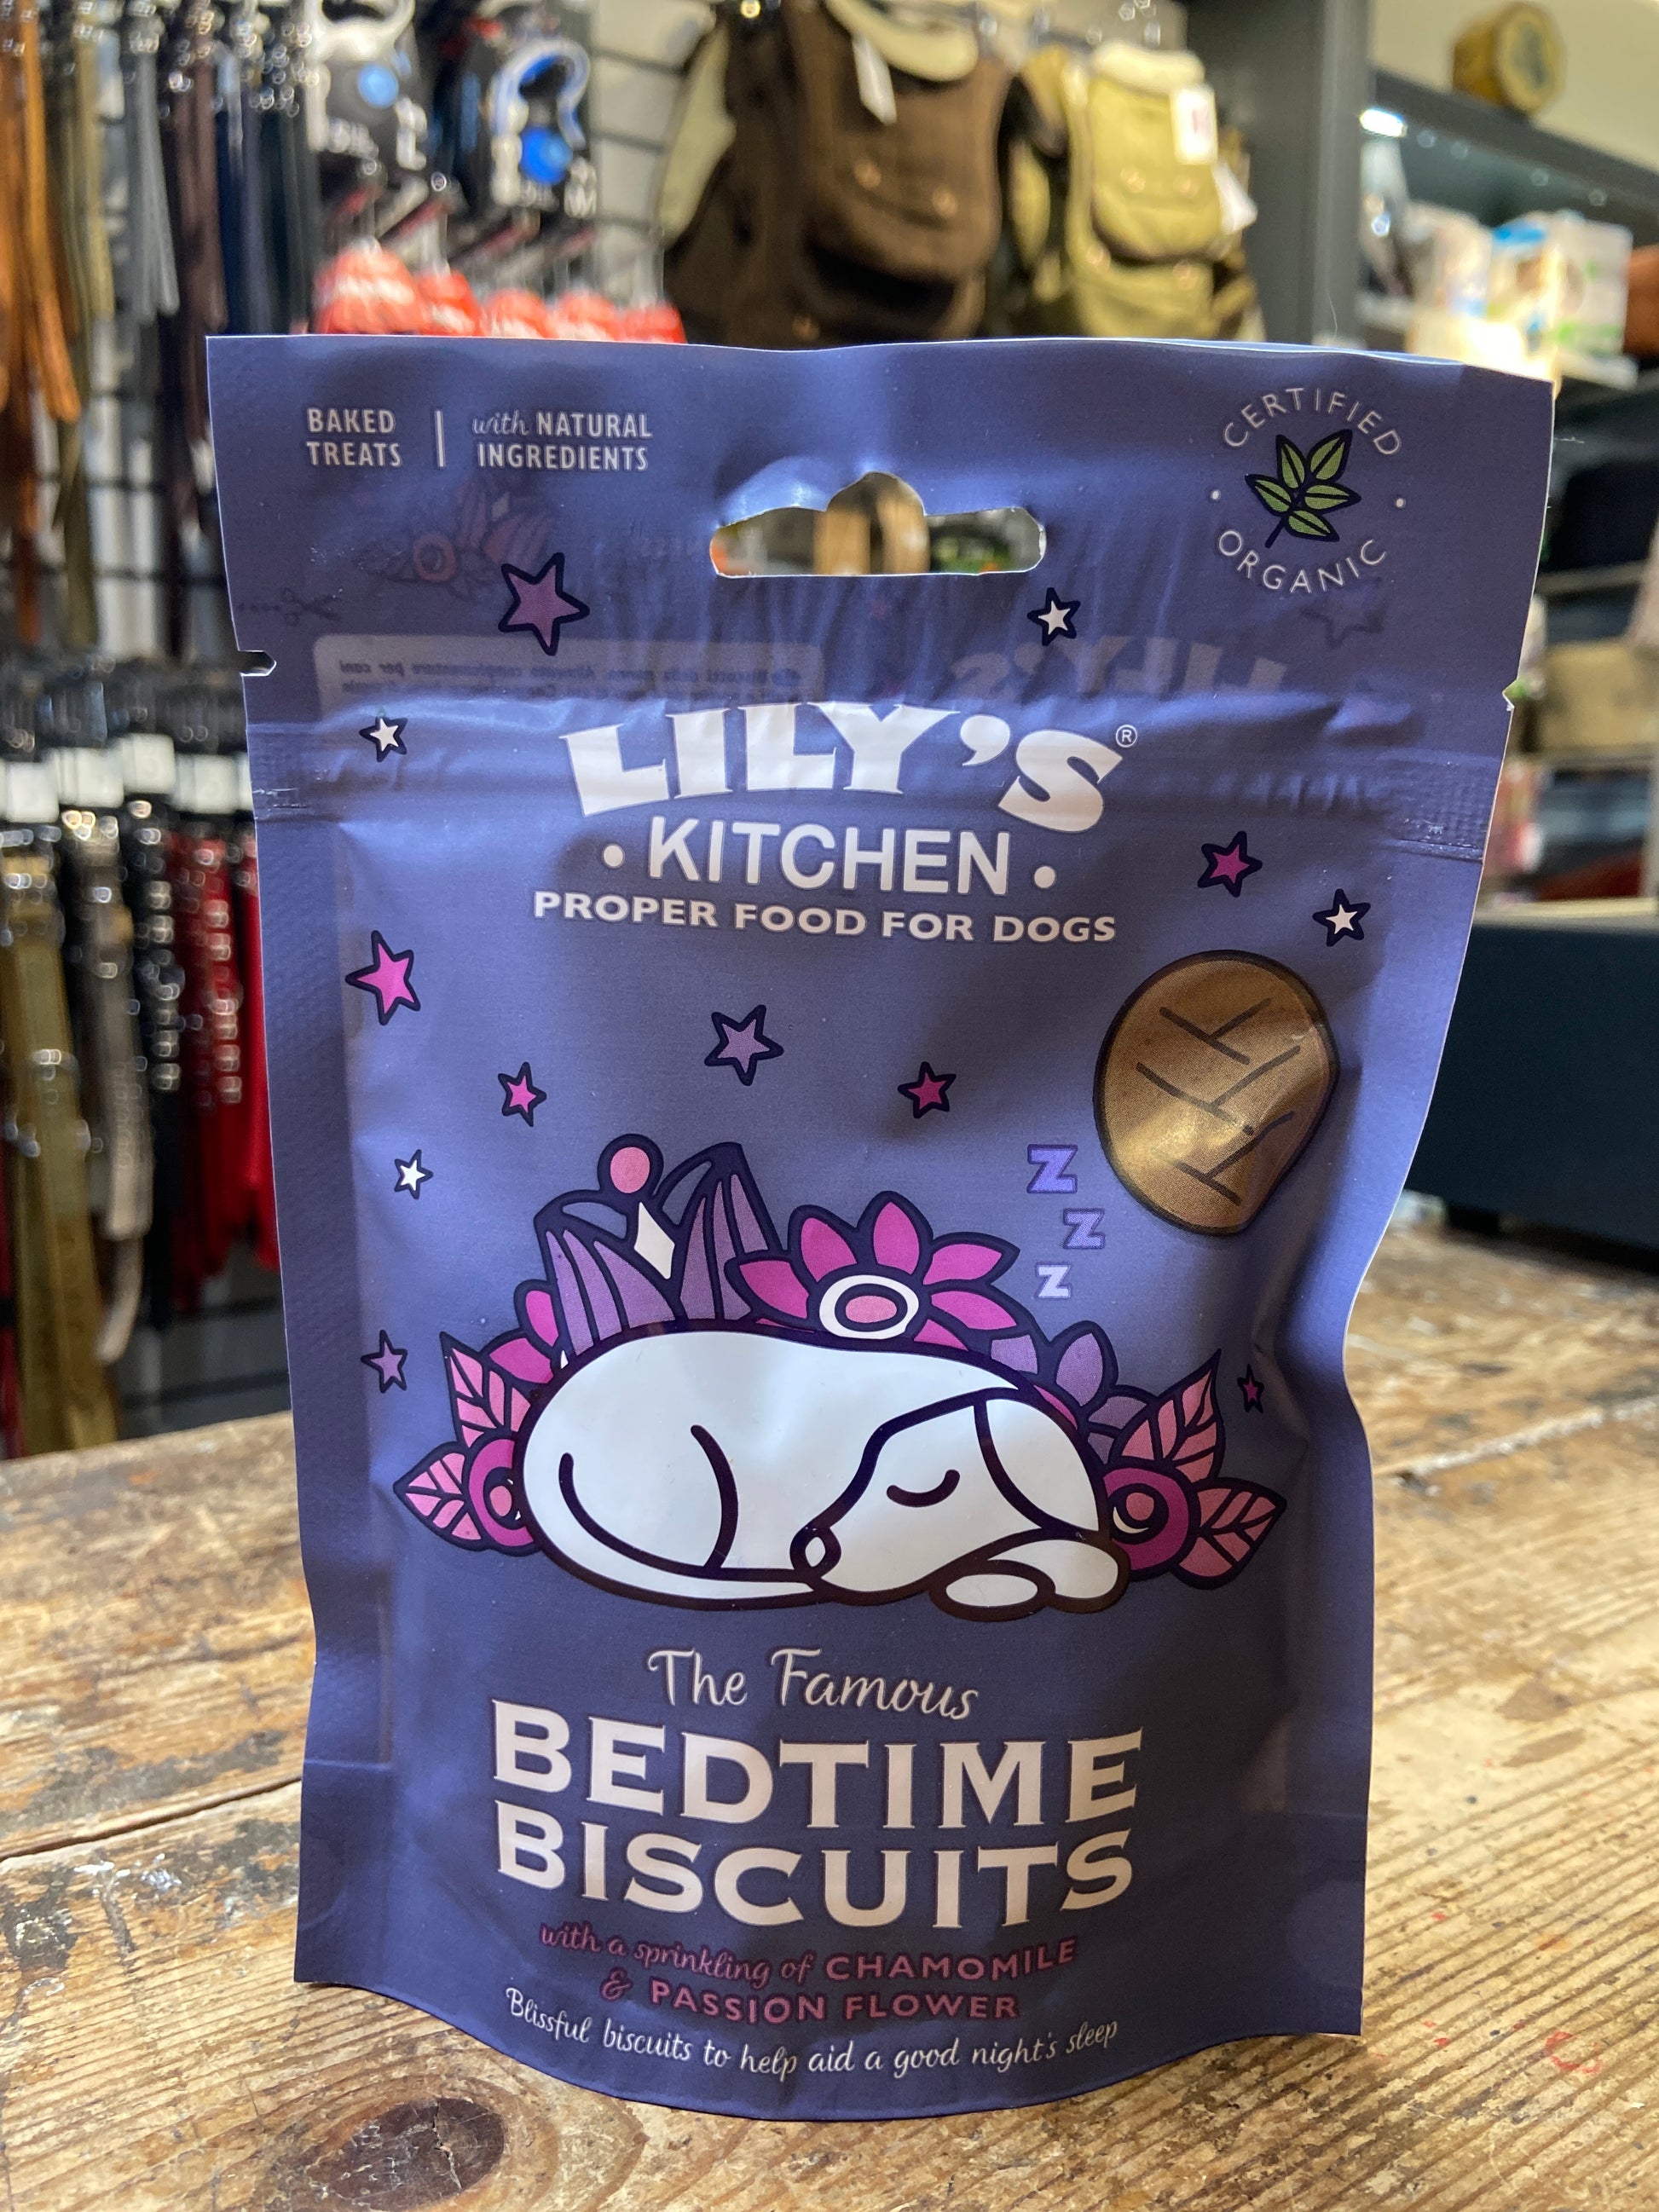 BAKED
TREATS
with NATURAL
INGREDIENTS
CERTIFIED
ORGANIC
LILY'S®
• KITCHEN •
PROPER FOOD FOR DOGS
Z
Z
Z
The Famous
BEDTIME
BISCUITS
with a sprinkling of CHAMOMILE
& PASSION FLOWER
Blissful biscuits to help aid a good night's sleep